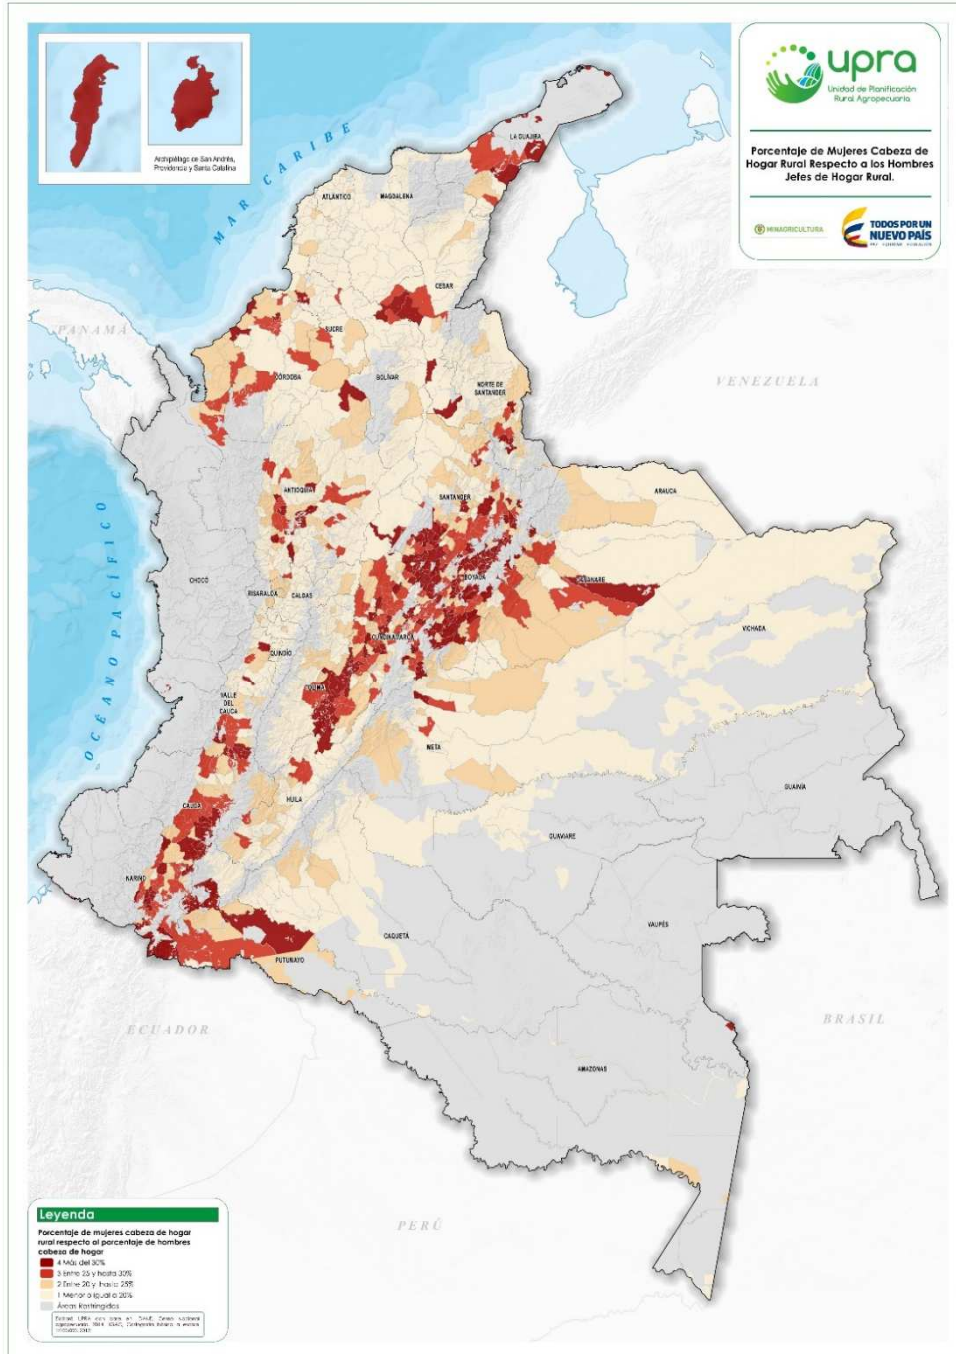 upra
Unidad de Planificación
Rural Agropecuaria
Porcentaje de Mujeres Cabeza de
Hogar Rural Respecto a los Hombres
Jefes de Hogar Rural.
MINAGRICULTURA
TODOS POR UN
NUEVO PAÍS
PAZ EQUIDAD EDUCACIÓN
Archipiélago de San Andrés,
Providencia y Santa Catalina
MAR CARIBE
LA GUAJIRA
ATLÁNTICO
MAGDALENA
CESAR
PANAMÁ
SUCRE
CÓRDOBA
BOLÍVAR
NORTE DE
SANTANDER
VENEZUELA
ANTIOQUIA
SANTANDER
ARAUCA
OCÉANO PACÍFICO
CHOCÓ
RISARALDA
CALDAS
BOYACÁ
CASANARE
CUNDINAMARCA
VICHADA
QUINDÍO
TOLIMA
VALLE
DEL
CAUCA
META
GUAINÍA
CAUCA
HUILA
GUAVIARE
NARIÑO
VAUPÉS
CAQUETÁ
PUTUMAYO
ECUADOR
BRASIL
AMAZONAS
PERÚ
Leyenda
Porcentaje de mujeres cabeza de hogar
rural respecto al porcentaje de hombres
cabeza de hogar
4 Más del 30%
3 Entre 25 y hasta 30%
2 Entre 20 y hasta 25%
1 Menor o igual a 20%
Áreas Restringidas